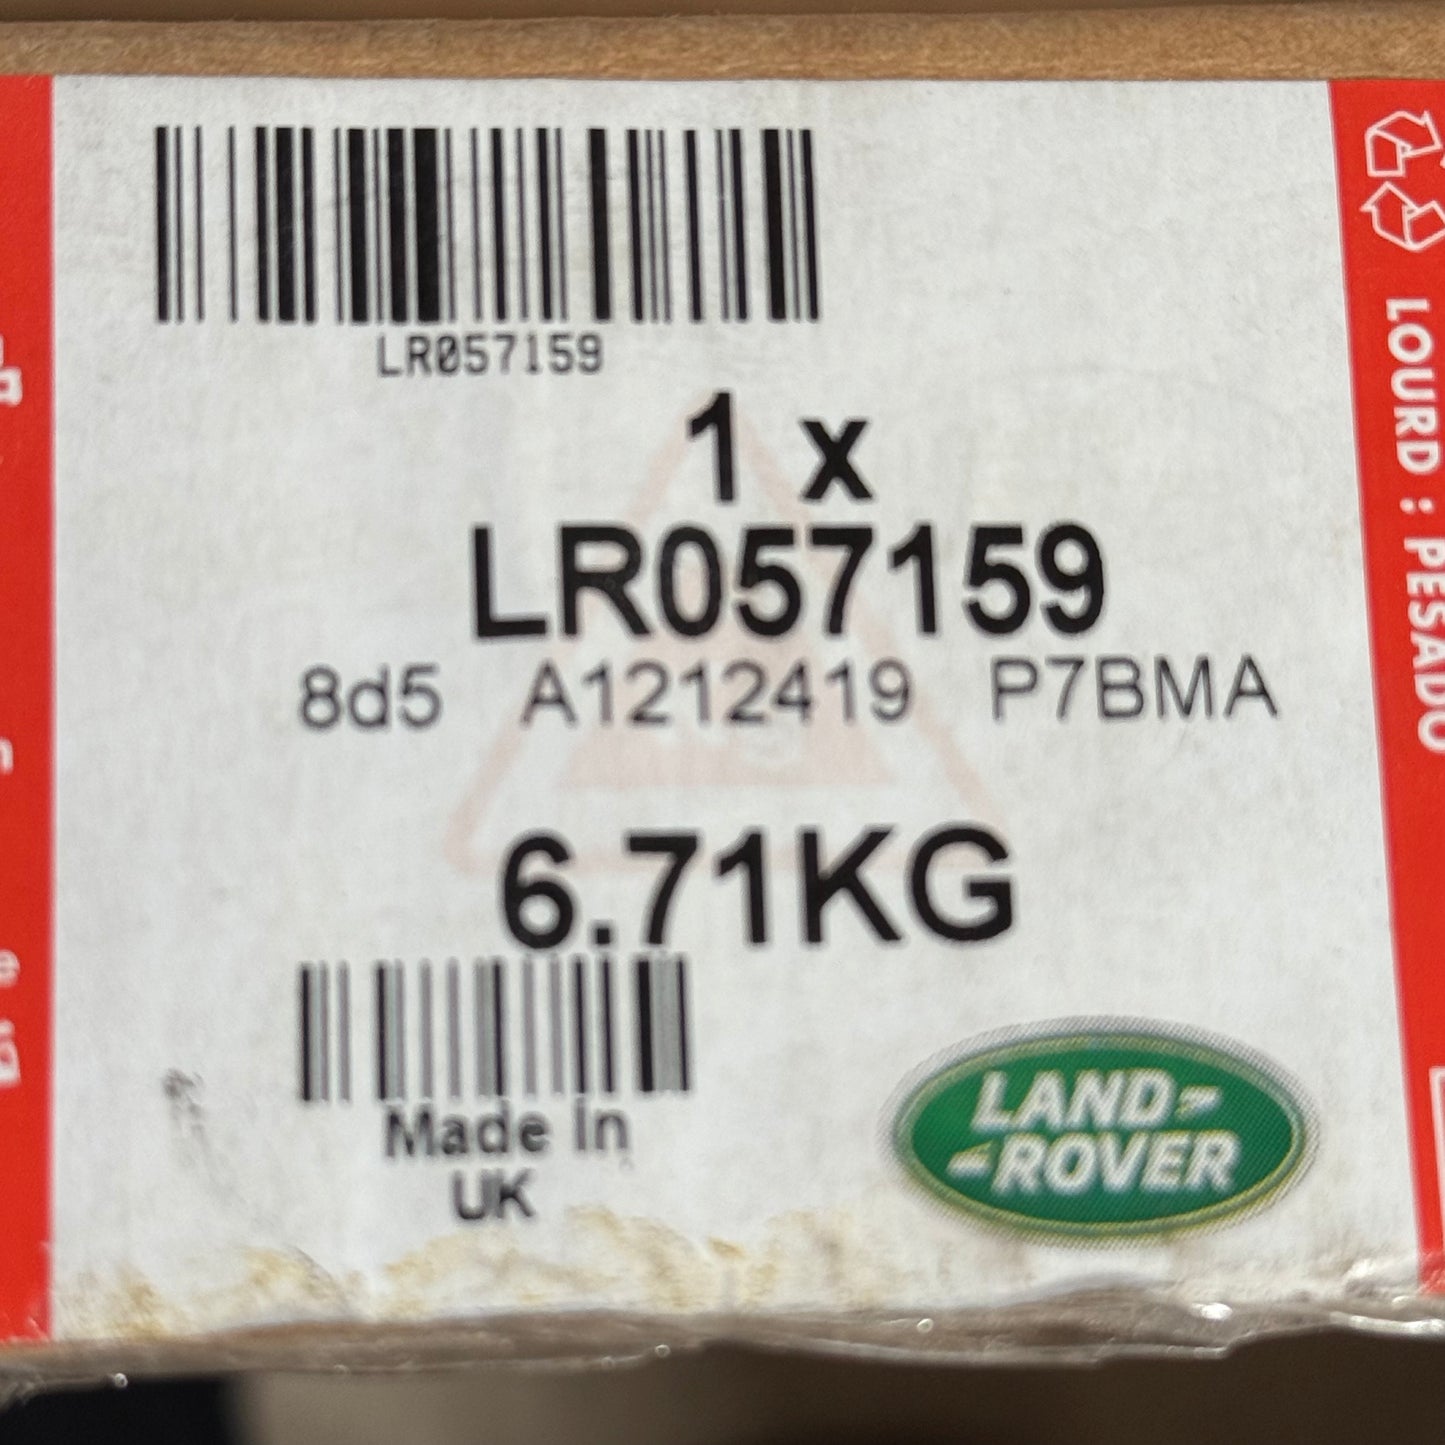 LR057159
1 x
LR057159
8d5 A1212419 P7BMA
6.71KG
Made In
UK
LAND-
-ROVER
LOURD : PESADO